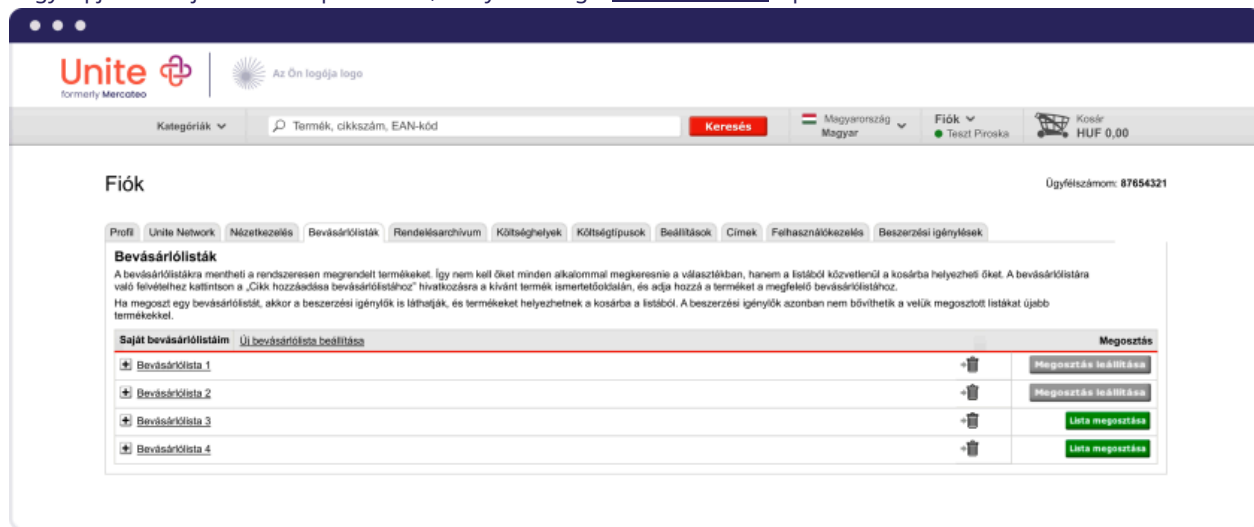 Unite
formerly Mercateo
Az Ön logója logo
Kategóriák
Termék, cikkszám, EAN-kód
Keresés
Magyarország
Magyar
Fiók
Teszt Piroska
Kosár
HUF 0,00
Fiók
Ügyfélszámom: 87654321
Profil Unite Network Nézetkezelés Bevásárlólisták Rendelésarchívum Költséghelyek Költségtípusok Beállítások Címek Felhasználókezelés Beszerzési igénylések
Bevásárlólisták
A bevásárlólistákra mentheti a rendszeresen megrendelt termékeket. Így nem kell őket minden alkalommal megkeresnie a választékban, hanem a listából közvetlenül a kosárba helyezheti őket. A bevásárlólistára
való felvételhez kattintson a „Cikk hozzáadása bevásárlólistához" hivatkozásra a kívánt termék ismertetőoldalán, és adja hozzá a terméket a megfelelő bevásárlólistához.
Ha megoszt egy bevásárlólistát, akkor a beszerzési igénylők is láthatják, és termékeket helyezhetnek a kosárba a listából. A beszerzési igénylők azonban nem bővíthetik a velük megosztott listákat újabb
termékekkel.
Saját bevásárlólistáim Új bevásárlólista beállítása Megosztás
Bevásárlólista 1 Megosztás leállítása
Bevásárlólista 2 Megosztás leállítása
Bevásárlólista 3 Lista megosztása
Bevásárlólista 4 Lista megosztása